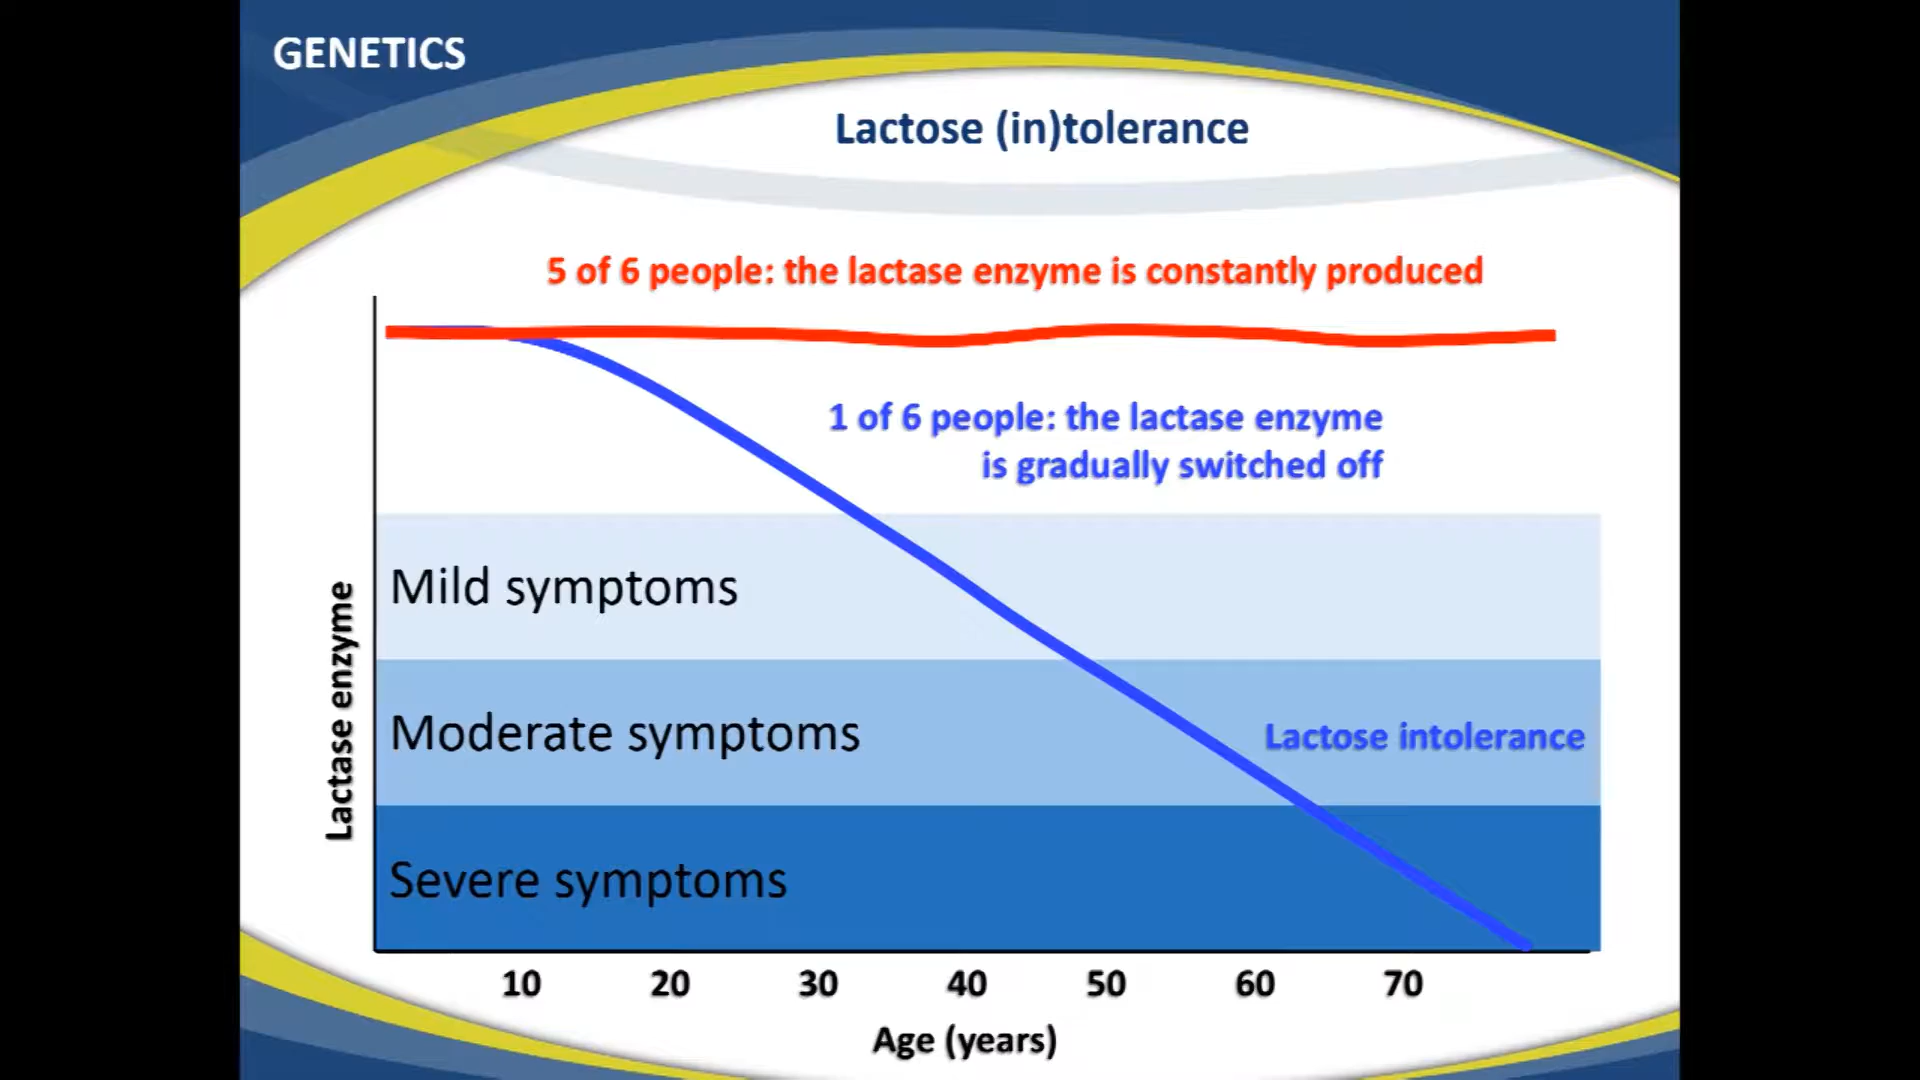 GENETICS
Lactose (in)tolerance
5 of 6 people: the lactase enzyme is constantly produced
1 of 6 people: the lactase enzyme
is gradually switched off
Mild symptoms
Moderate symptoms
Lactose intolerance
Severe symptoms
Lactase enzyme
10 20 30 40 50 60 70
Age (years)